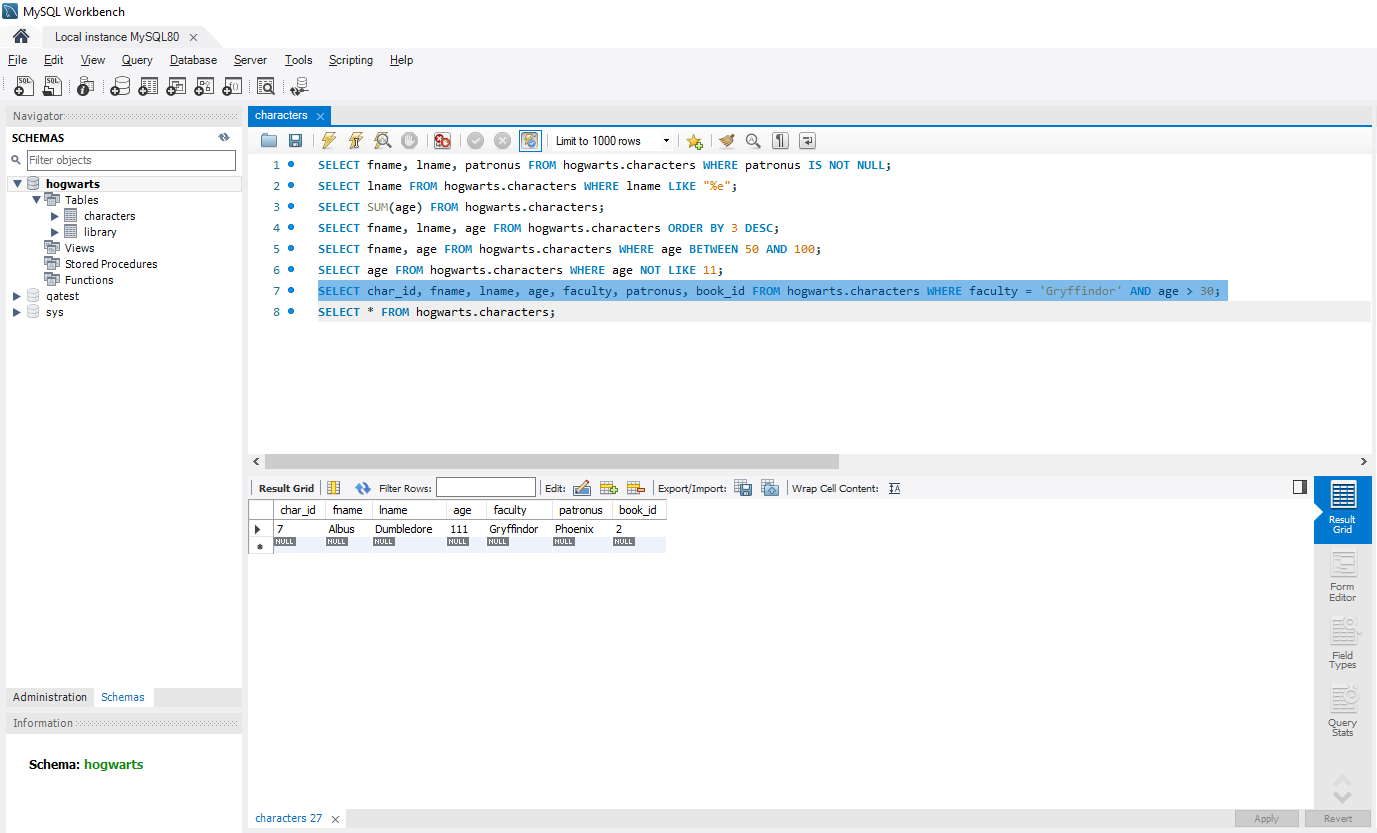 MySQL Workbench
Local instance MySQL80
File Edit View Query Database Server Tools Scripting Help
Navigator
SCHEMAS
Filter objects
hogwarts
Tables
characters
library
Views
Stored Procedures
Functions
qatest
sys
Administration Schemas
Information
Schema: hogwarts
characters
Limit to 1000 rows
1 SELECT fname, lname, patronus FROM hogwarts.characters WHERE patronus IS NOT NULL;
2 SELECT lname FROM hogwarts.characters WHERE lname LIKE "%e";
3 SELECT SUM(age) FROM hogwarts.characters;
4 SELECT fname, lname, age FROM hogwarts.characters ORDER BY 3 DESC;
5 SELECT fname, age FROM hogwarts.characters WHERE age BETWEEN 50 AND 100;
6 SELECT age FROM hogwarts.characters WHERE age NOT LIKE 11;
7 SELECT char_id, fname, lname, age, faculty, patronus, book_id FROM hogwarts.characters WHERE faculty = 'Gryffindor' AND age > 30;
8 SELECT * FROM hogwarts.characters;
Result Grid Filter Rows: Edit: Export/Import: Wrap Cell Content:
char_id fname lname age faculty patronus book_id
7 Albus Dumbledore 111 Gryffindor Phoenix 2
NULL NULL NULL NULL NULL NULL NULL
Result
Grid
Form
Editor
Field
Types
Query
Stats
characters 27
Apply Revert